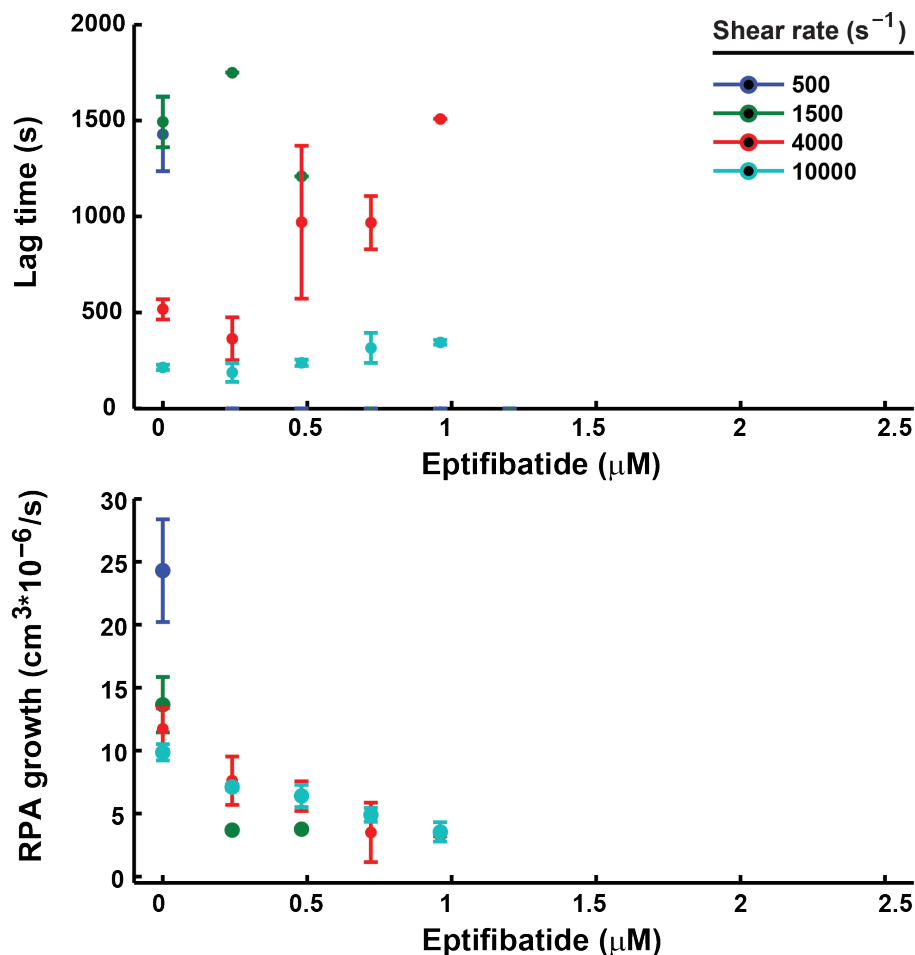 2000
1500
1000
500
0
Lag time (s)
0 0.5 1 1.5 2 2.5
Eptifibatide (μM)
Shear rate (s⁻¹)
500
1500
4000
10000
30
25
20
15
10
5
0
RPA growth (cm³*10⁻⁶/s)
0 0.5 1 1.5 2 2.5
Eptifibatide (μM)